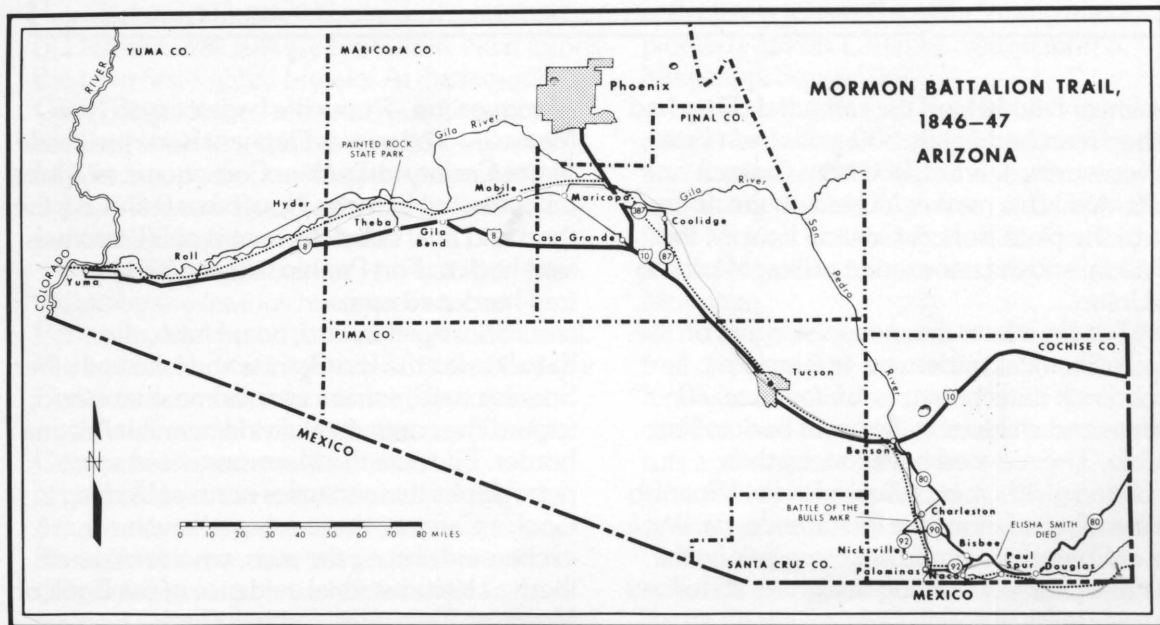 MORMON BATTALION TRAIL,
1846-47
ARIZONA
YUMA CO.
MARICOPA CO.
PINAL CO.
PIMA CO.
COCHISE CO.
SANTA CRUZ CO.
COLORADO
RIVER
Phoenix
Gila River
PAINTED ROCK
STATE PARK
Mobile
Hyder
Theba
Gila
Bend
Roll
Yuma
8
8
Maricopa
387
Casa Grande
10
87
Gila River
San
Pedro
River
Tucson
10
80
BATTLE OF THE
BULLS MKR.
Charleston
90
92
Nicksville
Bisbee
ELISHA SMITH
DIED
80
Palominas
92
Naco
Spur
Douglas
MEXICO
MEXICO
N
0 10 20 30 40 50 60 70 80 MILES